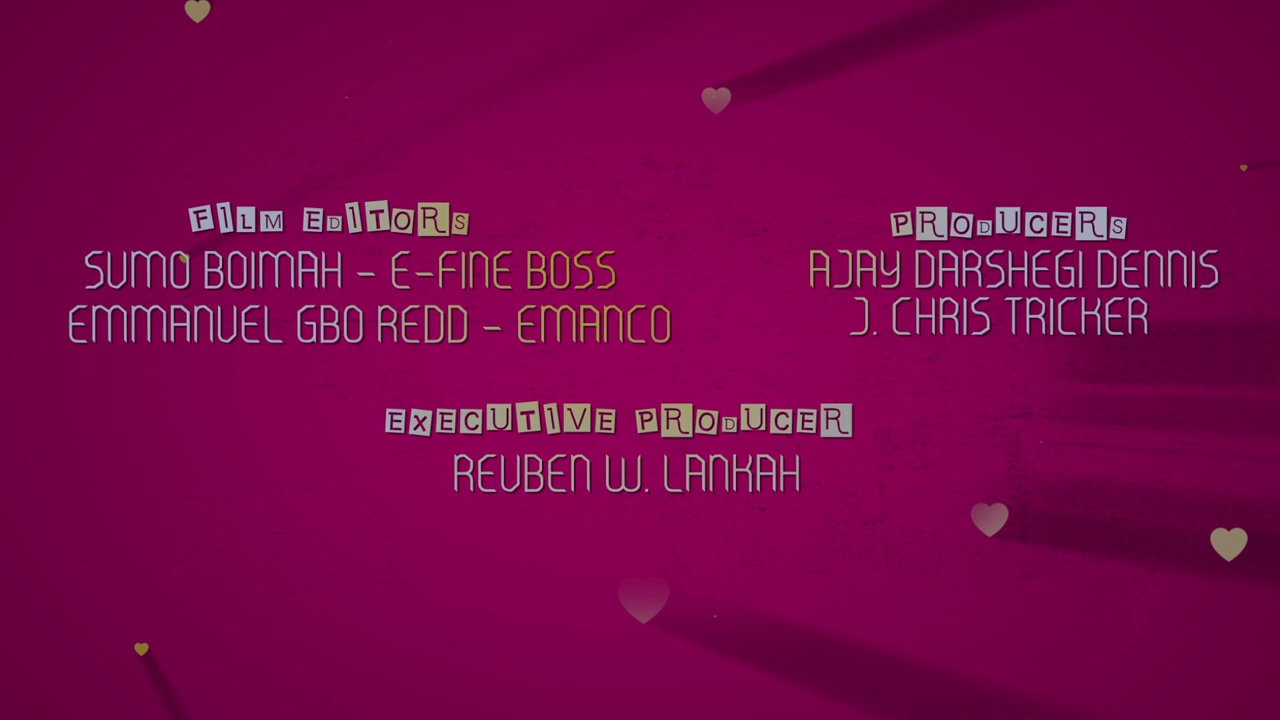 FILM EDITORS
SUMO BOIMAH - E-FINE BOSS
EMMANUEL GBO REDD - EMANCO
PRODUCERS
AJAY DARSHEGI DENNIS
J. CHRIS TRICKER
EXECUTIVE PRODUCER
REUBEN W. LANKAH